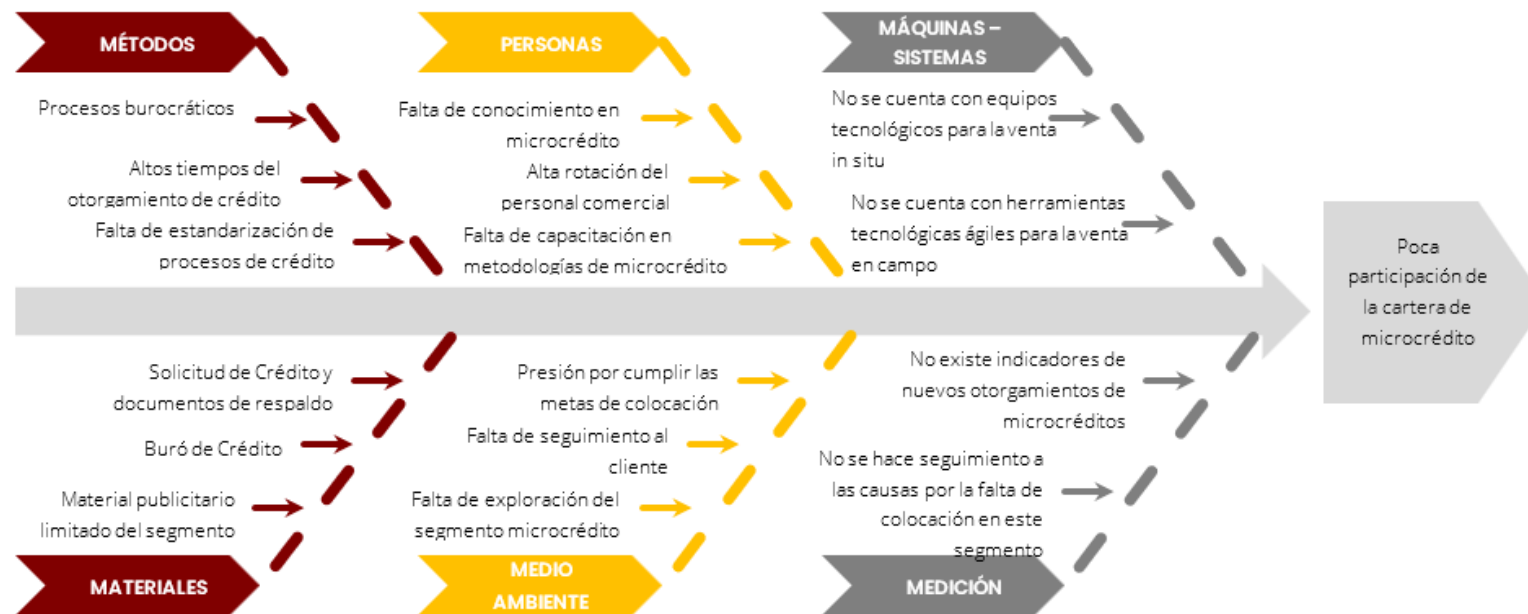 MÉTODOS
Procesos burocráticos
Altos tiempos del
otorgamiento de crédito
Falta de estandarización de
procesos de crédito
PERSONAS
Falta de conocimiento en
microcrédito
Alta rotación del
personal comercial
Falta de capacitación en
metodologías de microcrédito
MÁQUINAS –
SISTEMAS
No se cuenta con equipos
tecnológicos para la venta
in situ
No se cuenta con herramientas
tecnológicas ágiles para la venta
en campo
Poca
participación de
la cartera de
microcrédito
Solicitud de Crédito y
documentos de respaldo
Buró de Crédito
Material publicitario
limitado del segmento
MATERIALES
Presión por cumplir las
metas de colocación
Falta de seguimiento al
cliente
Falta de exploración del
segmento microcrédito
MEDIO
AMBIENTE
No existe indicadores de
nuevos otorgamientos de
microcréditos
No se hace seguimiento a
las causas por la falta de
colocación en este
segmento
MEDICIÓN